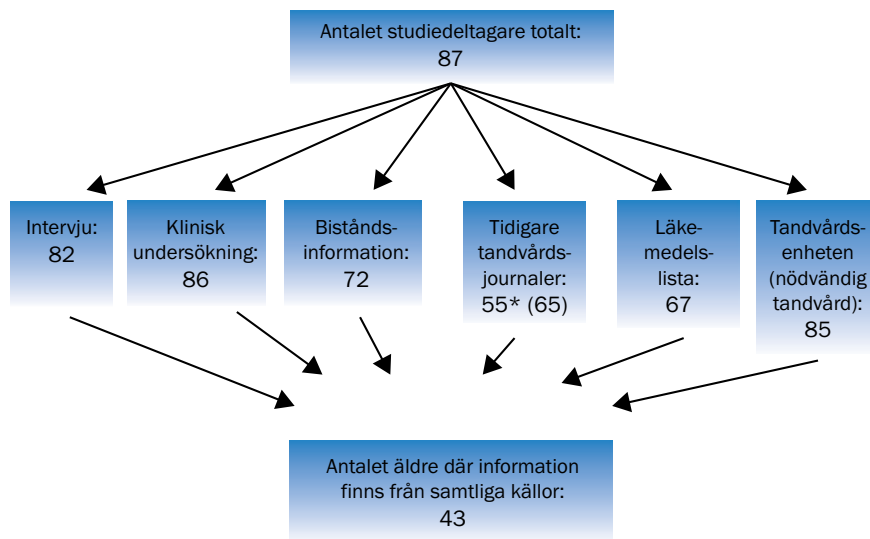 Antalet studiedeltagare totalt:
87
Intervju:
82
Klinisk
undersökning:
86
Bistånds-
information:
72
Tidigare
tandvårds-
journaler:
55* (65)
Läke-
medels-
lista:
67
Tandvårds-
enheten
(nödvändig
tandvård):
85
Antalet äldre där information
finns från samtliga källor:
43